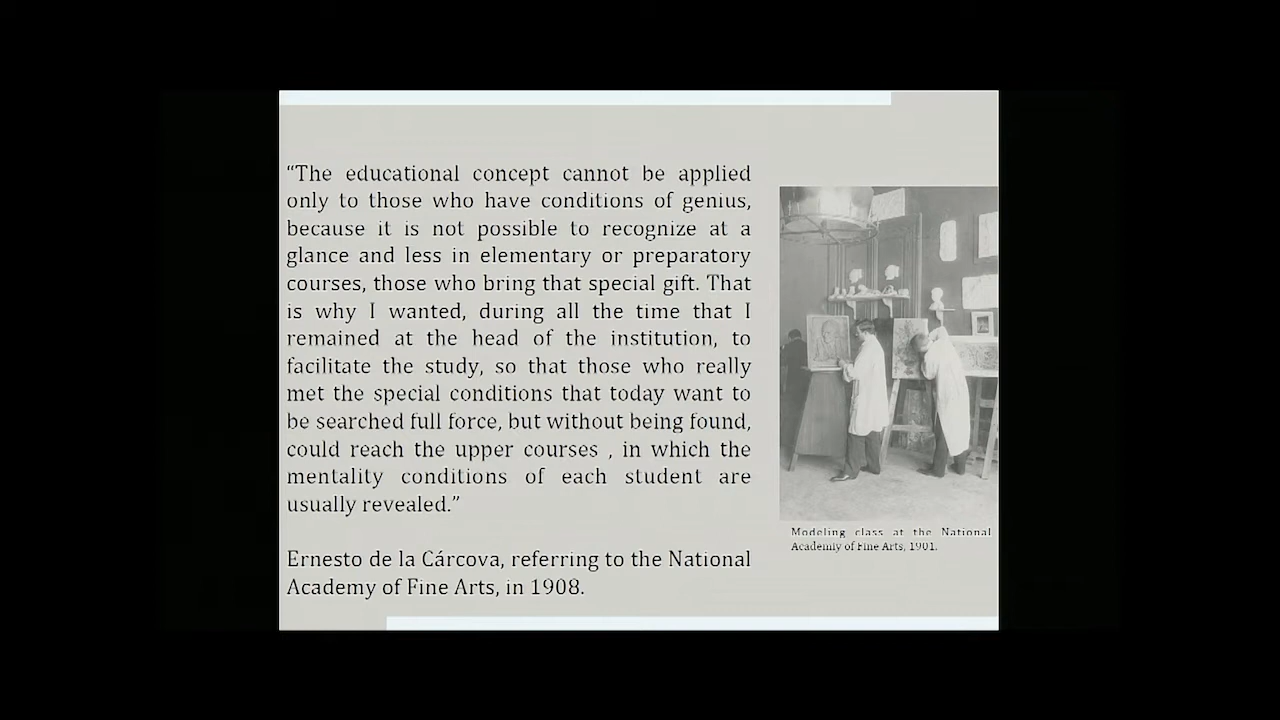 “The educational concept cannot be applied
only to those who have conditions of genius,
because it is not possible to recognize at a
glance and less in elementary or preparatory
courses, those who bring that special gift. That
is why I wanted, during all the time that I
remained at the head of the institution, to
facilitate the study, so that those who really
met the special conditions that today want to
be searched full force, but without being found,
could reach the upper courses , in which the
mentality conditions of each student are
usually revealed.”
Ernesto de la Cárcova, referring to the National
Academy of Fine Arts, in 1908.
Modeling class at the National
Academiy of Fine Arts, 1901.